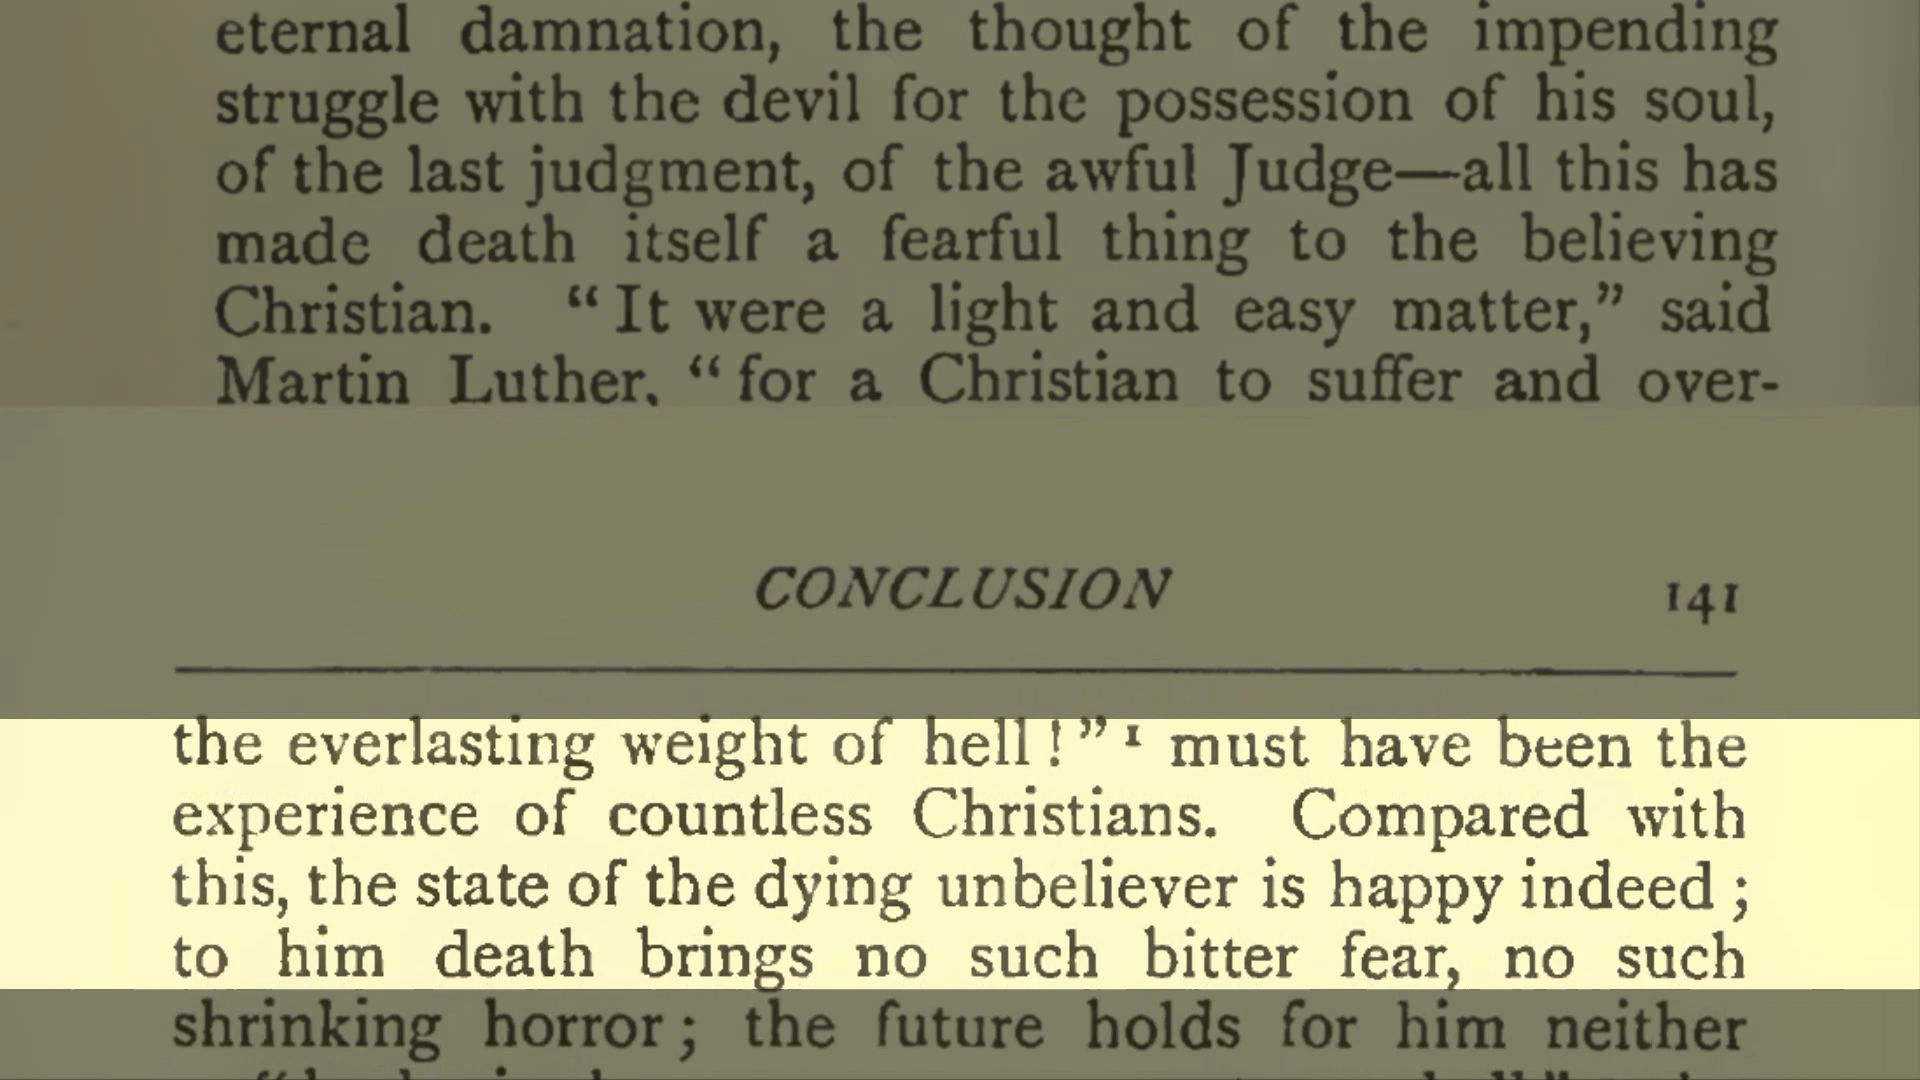 eternal damnation, the thought of the impending
struggle with the devil for the possession of his soul,
of the last judgment, of the awful Judge—all this has
made death itself a fearful thing to the believing
Christian. “It were a light and easy matter,” said
Martin Luther, “for a Christian to suffer and over-
CONCLUSION 141
the everlasting weight of hell!” ¹ must have been the
experience of countless Christians. Compared with
this, the state of the dying unbeliever is happy indeed;
to him death brings no such bitter fear, no such
shrinking horror; the future holds for him neither